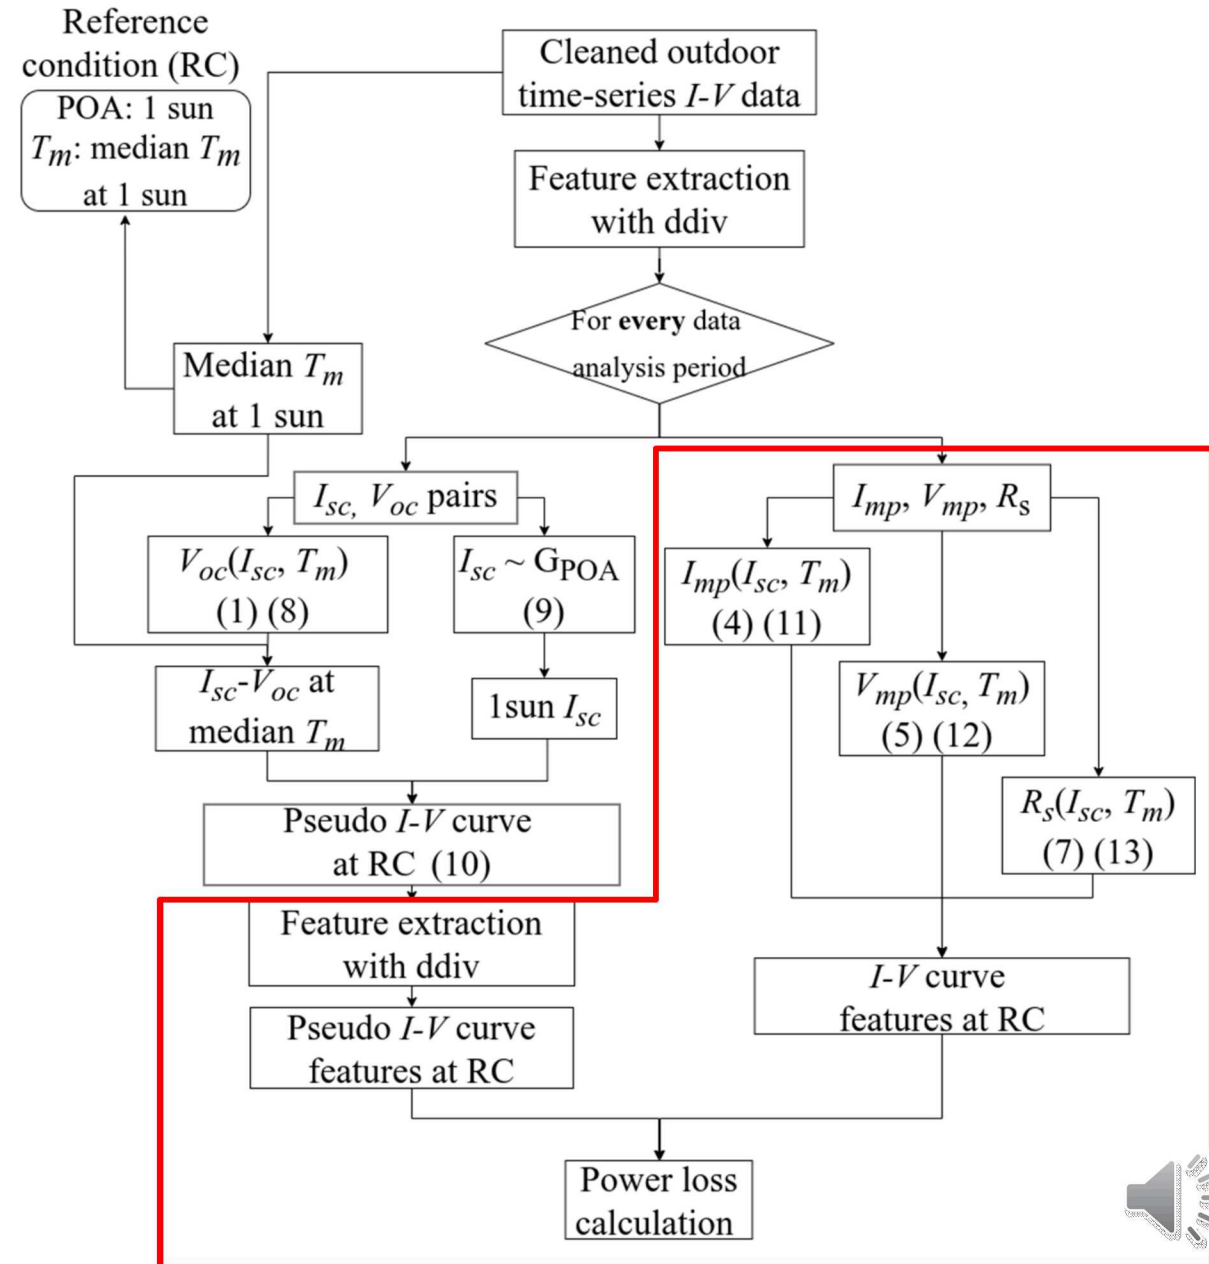 Reference
condition (RC)
POA: 1 sun
Tm: median Tm
at 1 sun
Cleaned outdoor
time-series I-V data
Feature extraction
with ddiv
For every data
analysis period
Median Tm
at 1 sun
Isc, Voc pairs
Voc(Isc, Tm)
(1) (8)
Isc ~ GPOA
(9)
Isc-Voc at
median Tm
1sun Isc
Pseudo I-V curve
at RC (10)
Feature extraction
with ddiv
Pseudo I-V curve
features at RC
Imp, Vmp, Rs
Imp(Isc, Tm)
(4) (11)
Vmp(Isc, Tm)
(5) (12)
Rs(Isc, Tm)
(7) (13)
I-V curve
features at RC
Power loss
calculation